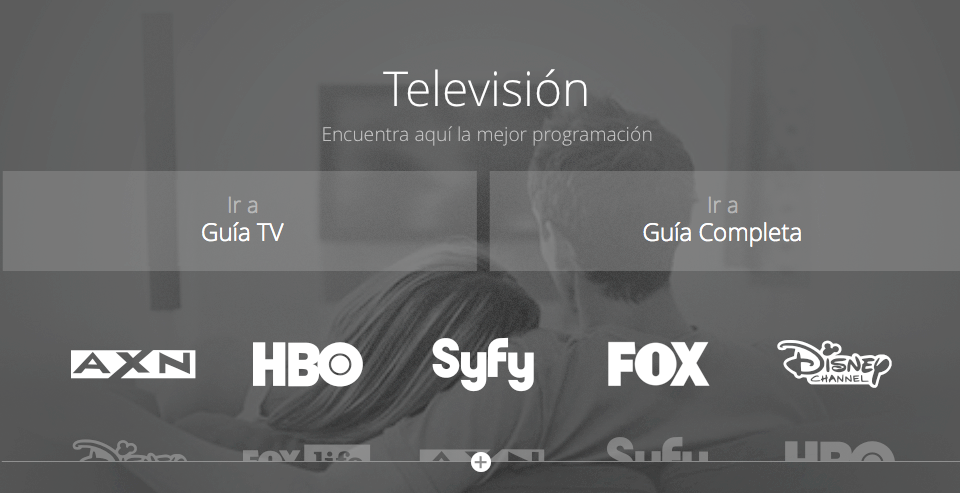 Televisión
Encuentra aquí la mejor programación
Ir a
Guía TV
Ir a
Guía Completa
AXN HBO Syfy FOX Disney CHANNEL
Disney FOX life AXN Syfy HBO